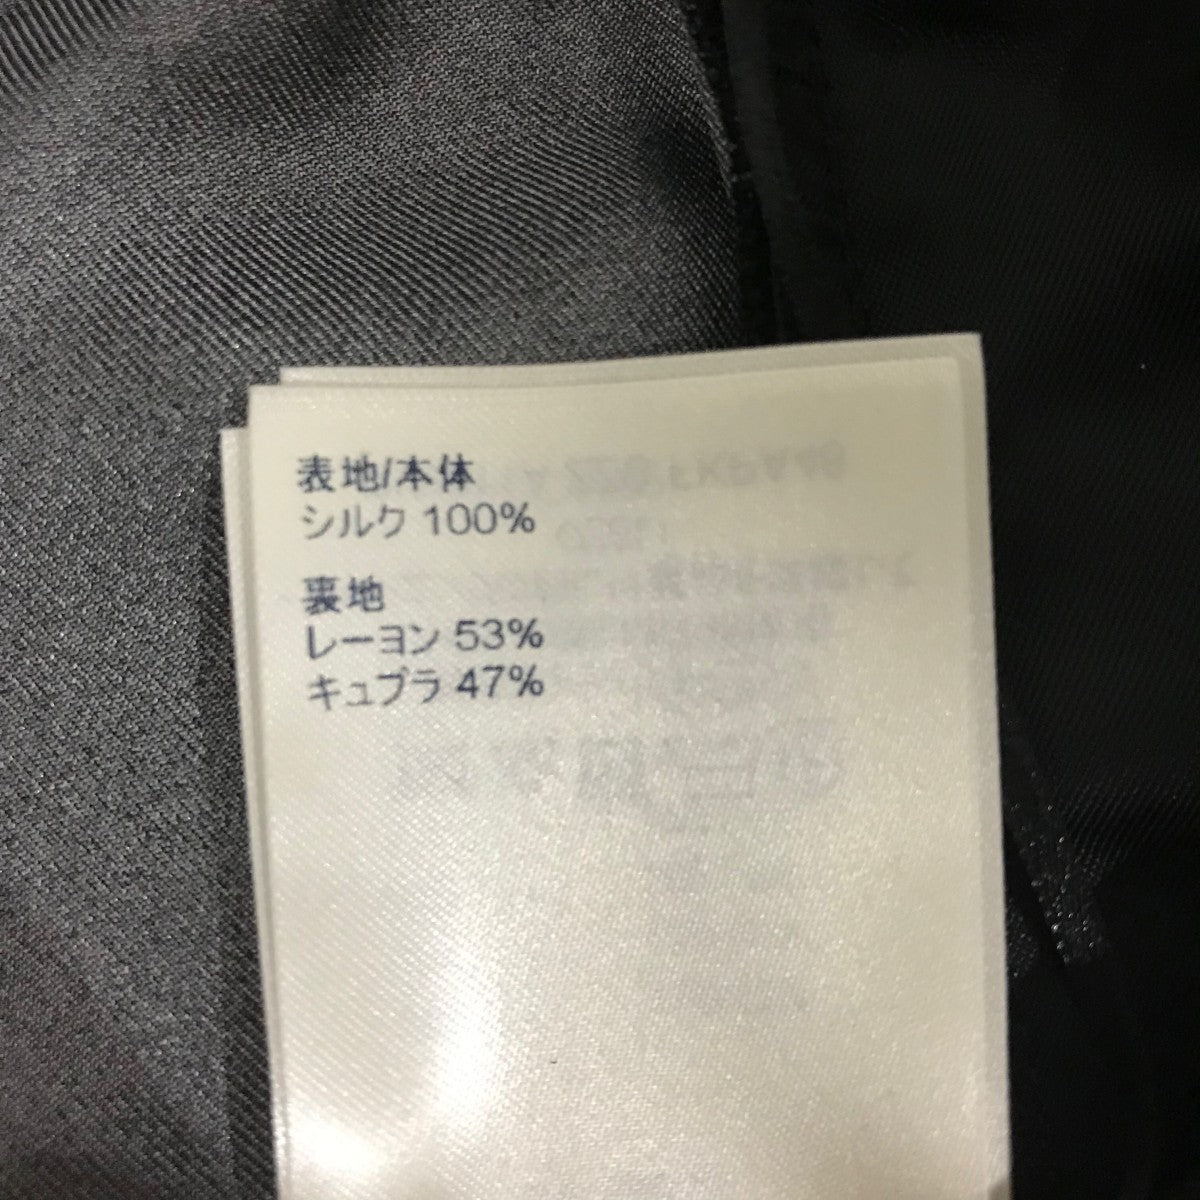 表地/本体
シルク 100%
裏地
レーヨン 53%
キュプラ 47%